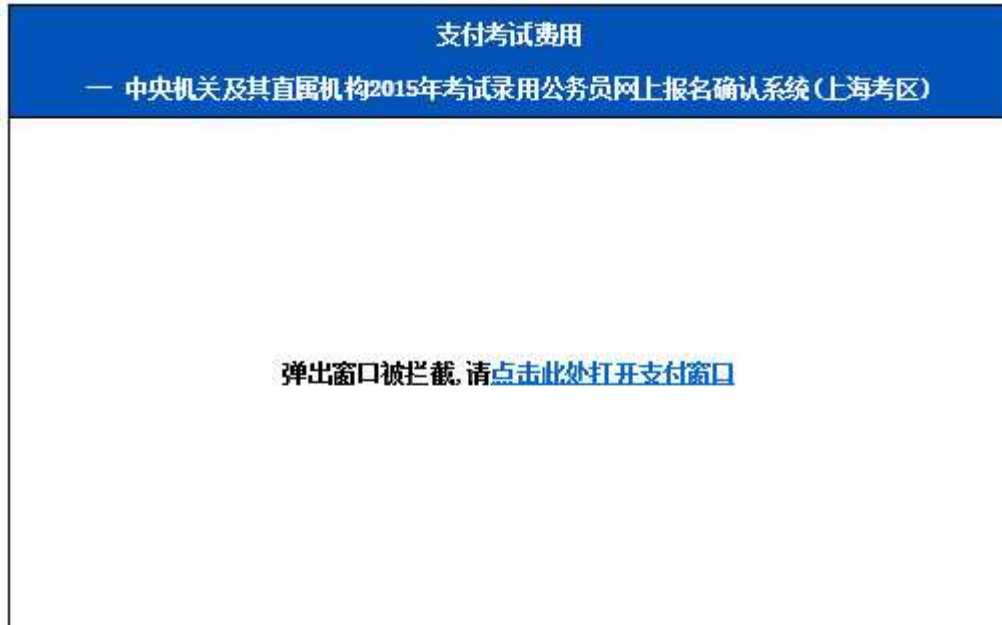 支付考试费用
— 中央机关及其直属机构2015年考试录用公务员网上报名确认系统(上海考区)
弹出窗口被拦截,请点击此处打开支付窗口